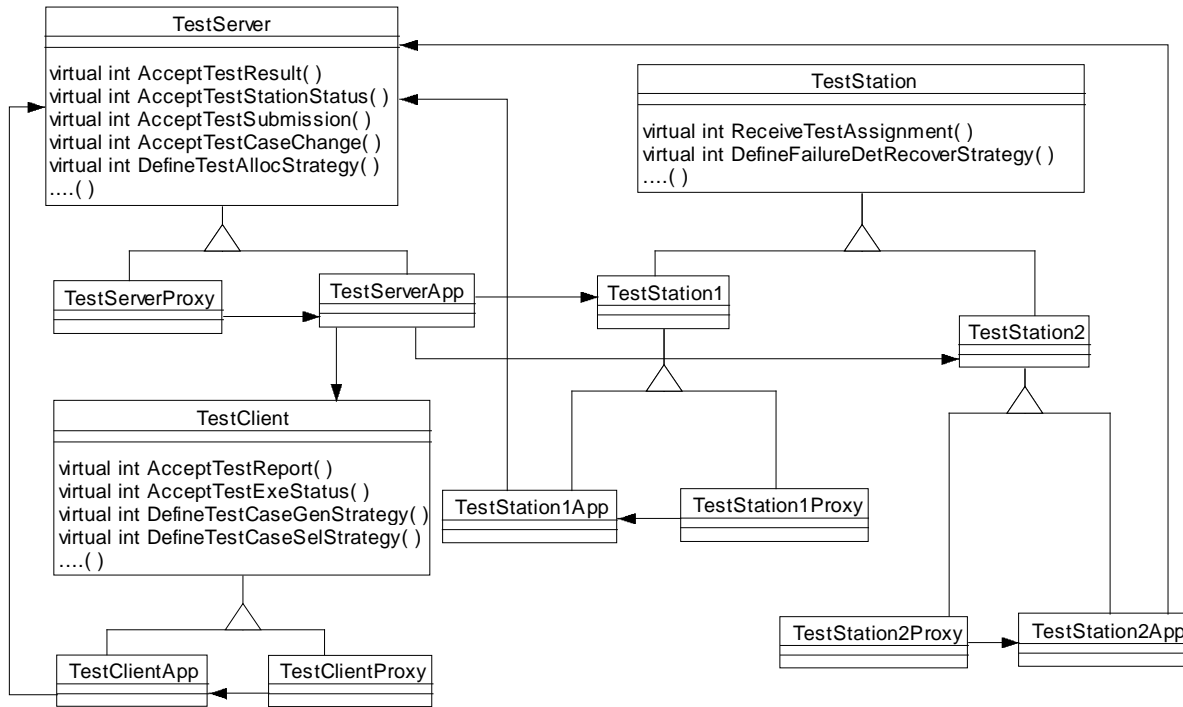 TestServer
virtual int AcceptTestResult( )
virtual int AcceptTestStationStatus( )
virtual int AcceptTestSubmission( )
virtual int AcceptTestCaseChange( )
virtual int DefineTestAllocStrategy( )
....( )
TestStation
virtual int ReceiveTestAssignment( )
virtual int DefineFailureDetRecoverStrategy( )
....( )
TestServerProxy
TestServerApp
TestStation1
TestStation2
TestClient
virtual int AcceptTestReport( )
virtual int AcceptTestExeStatus( )
virtual int DefineTestCaseGenStrategy( )
virtual int DefineTestCaseSelStrategy( )
....( )
TestStation1App
TestStation1Proxy
TestStation2Proxy
TestStation2App
TestClientApp
TestClientProxy